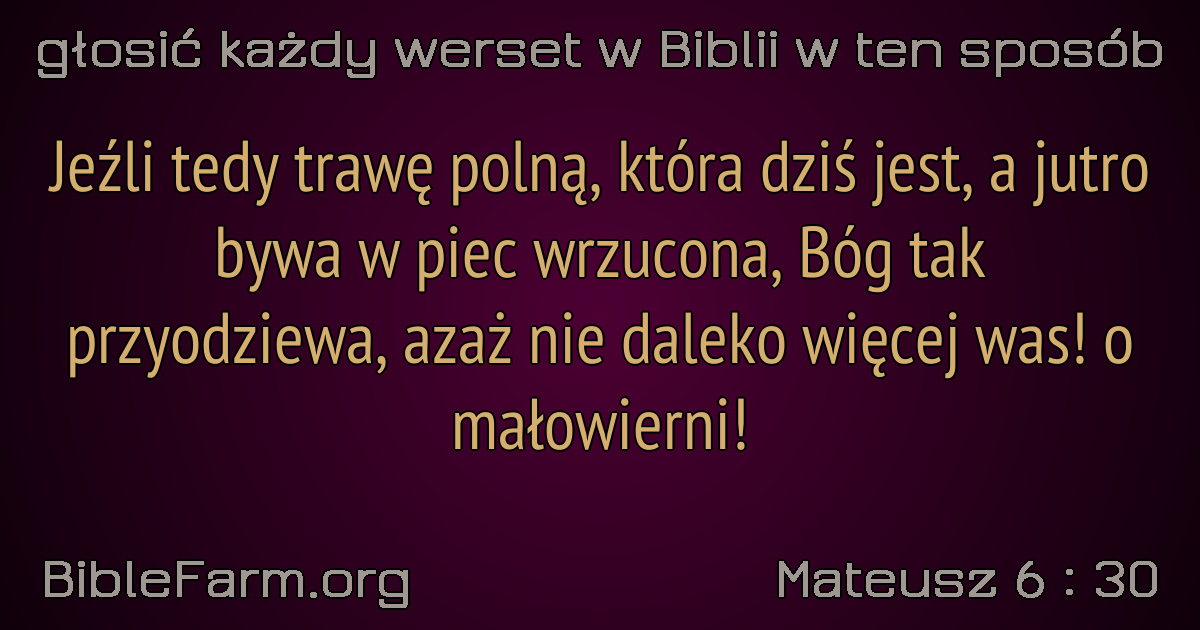 głosić każdy werset w Biblii w ten sposób
Jeźli tedy trawę polną, która dziś jest, a jutro
bywa w piec wrzucona, Bóg tak
przyodziewa, azaż nie daleko więcej was! o
małowierni!
BibleFarm.org
Mateusz 6 : 30